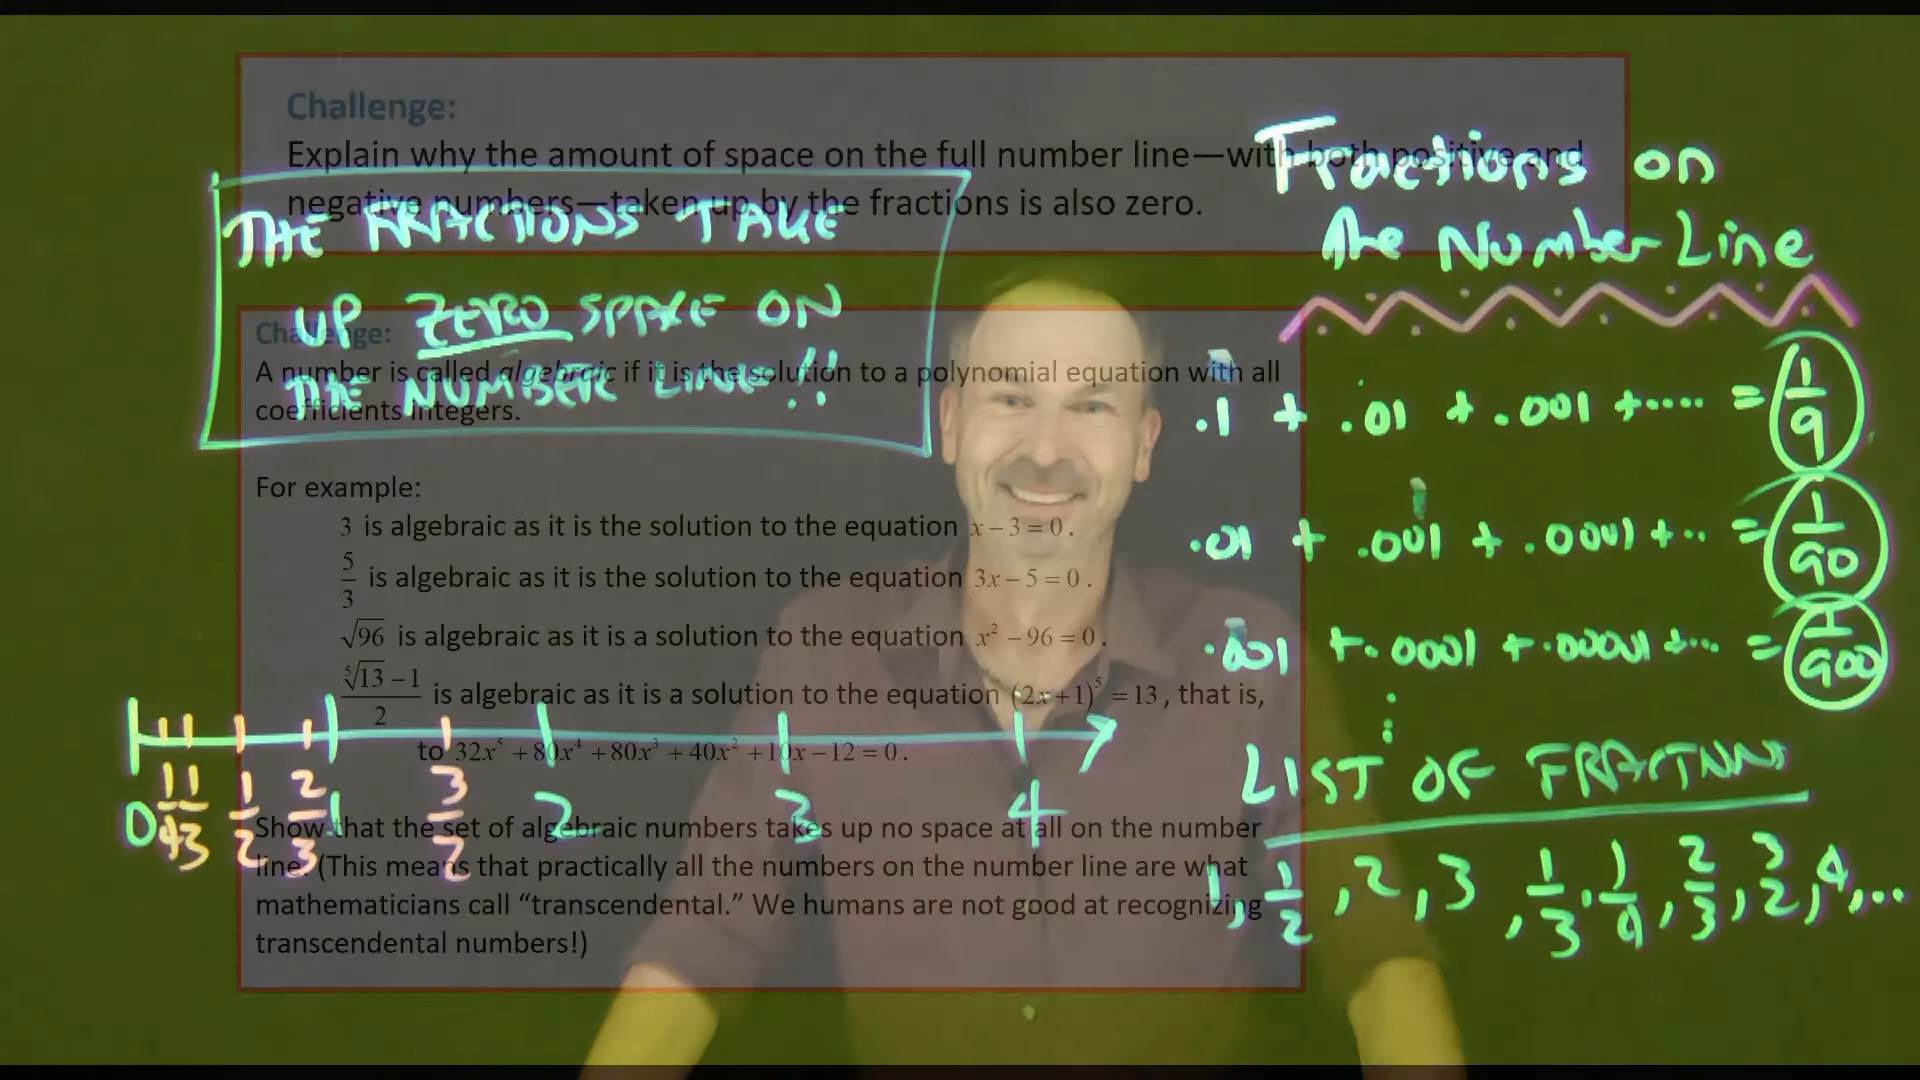 Challenge:
Explain why the amount of space on the full number line—with both positive and
negative numbers—taken up by the fractions is also zero.
Challenge:
A number is called algebraic if it is the solution to a polynomial equation with all
coefficients integers.
For example:
3 is algebraic as it is the solution to the equation x − 3 = 0.
5/3 is algebraic as it is the solution to the equation 3x − 5 = 0.
√96 is algebraic as it is a solution to the equation x² − 96 = 0.
(⁵√13 − 1)/2 is algebraic as it is a solution to the equation (2x+1)⁵ = 13, that is,
to 32x⁵ + 80x⁴ + 80x³ + 40x² + 10x − 12 = 0.
Show that the set of algebraic numbers takes up no space at all on the number
line. (This means that practically all the numbers on the number line are what
mathematicians call “transcendental.” We humans are not good at recognizing
transcendental numbers!)
THE FRACTIONS TAKE
UP ZERO SPACE ON
THE NUMBER LINE!!
0 1/4 1/3 1/2 2/3 1 3/2 2 3 4
Fractions on
the Number Line
.1 + .01 + .001 + .... = 1/9
.01 + .001 + .0001 + .. = 1/90
.001 + .0001 + .00001 + ... = 1/900
⋮
LIST OF FRACTIONS
1, 1/2, 2, 3, 1/3, 1/4, 2/3, 3/2, 4, ...